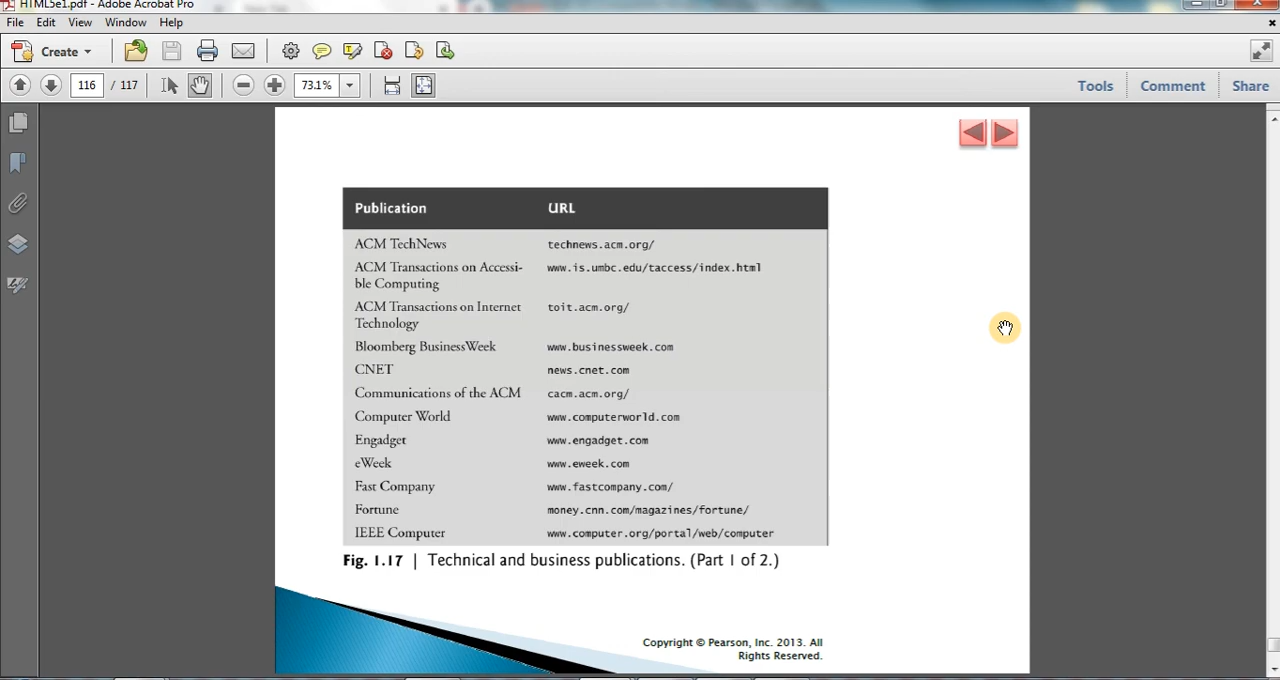 HTML5e1.pdf - Adobe Acrobat Pro
File Edit View Window Help
Create
116 / 117 73.1% Tools Comment Share
Publication URL
ACM TechNews technews.acm.org/
ACM Transactions on Accessi- www.is.umbc.edu/taccess/index.html
ble Computing
ACM Transactions on Internet toit.acm.org/
Technology
Bloomberg BusinessWeek www.businessweek.com
CNET news.cnet.com
Communications of the ACM cacm.acm.org/
Computer World www.computerworld.com
Engadget www.engadget.com
eWeek www.eweek.com
Fast Company www.fastcompany.com/
Fortune money.cnn.com/magazines/fortune/
IEEE Computer www.computer.org/portal/web/computer
Fig. 1.17 | Technical and business publications. (Part 1 of 2.)
Copyright © Pearson, Inc. 2013. All
Rights Reserved.